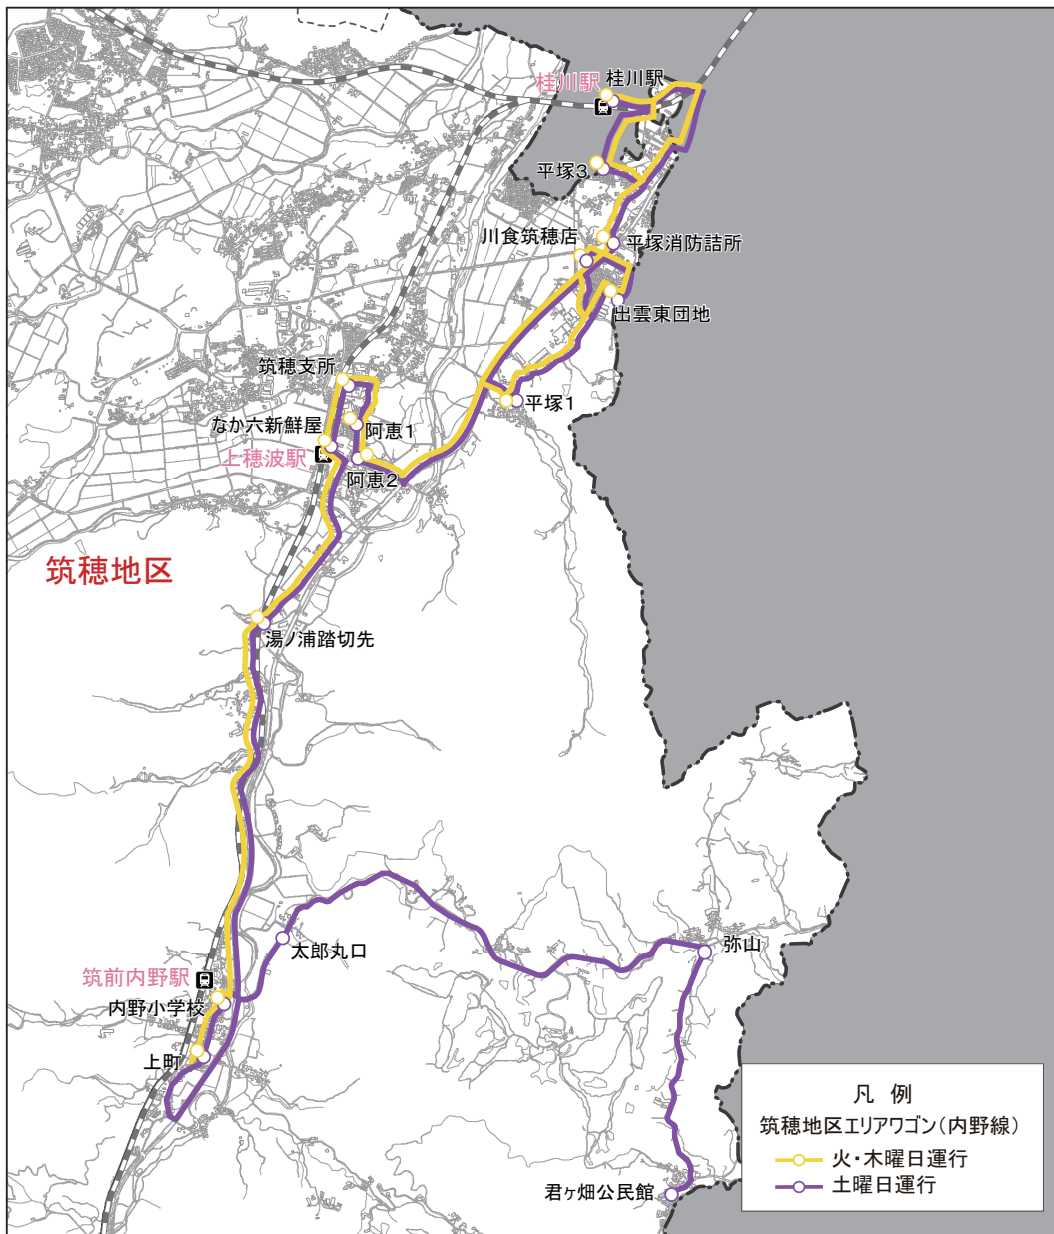 桂川駅
桂川駅
平塚3
川食筑穂店
平塚消防詰所
出雲東団地
筑穂支所
平塚1
なか六新鮮屋
阿恵1
上穂波駅
阿恵2
筑穂地区
湯ノ浦踏切先
太郎丸口
弥山
筑前内野駅
内野小学校
上町
君ヶ畑公民館
凡 例
筑穂地区エリアワゴン(内野線)
火・木曜日運行
土曜日運行